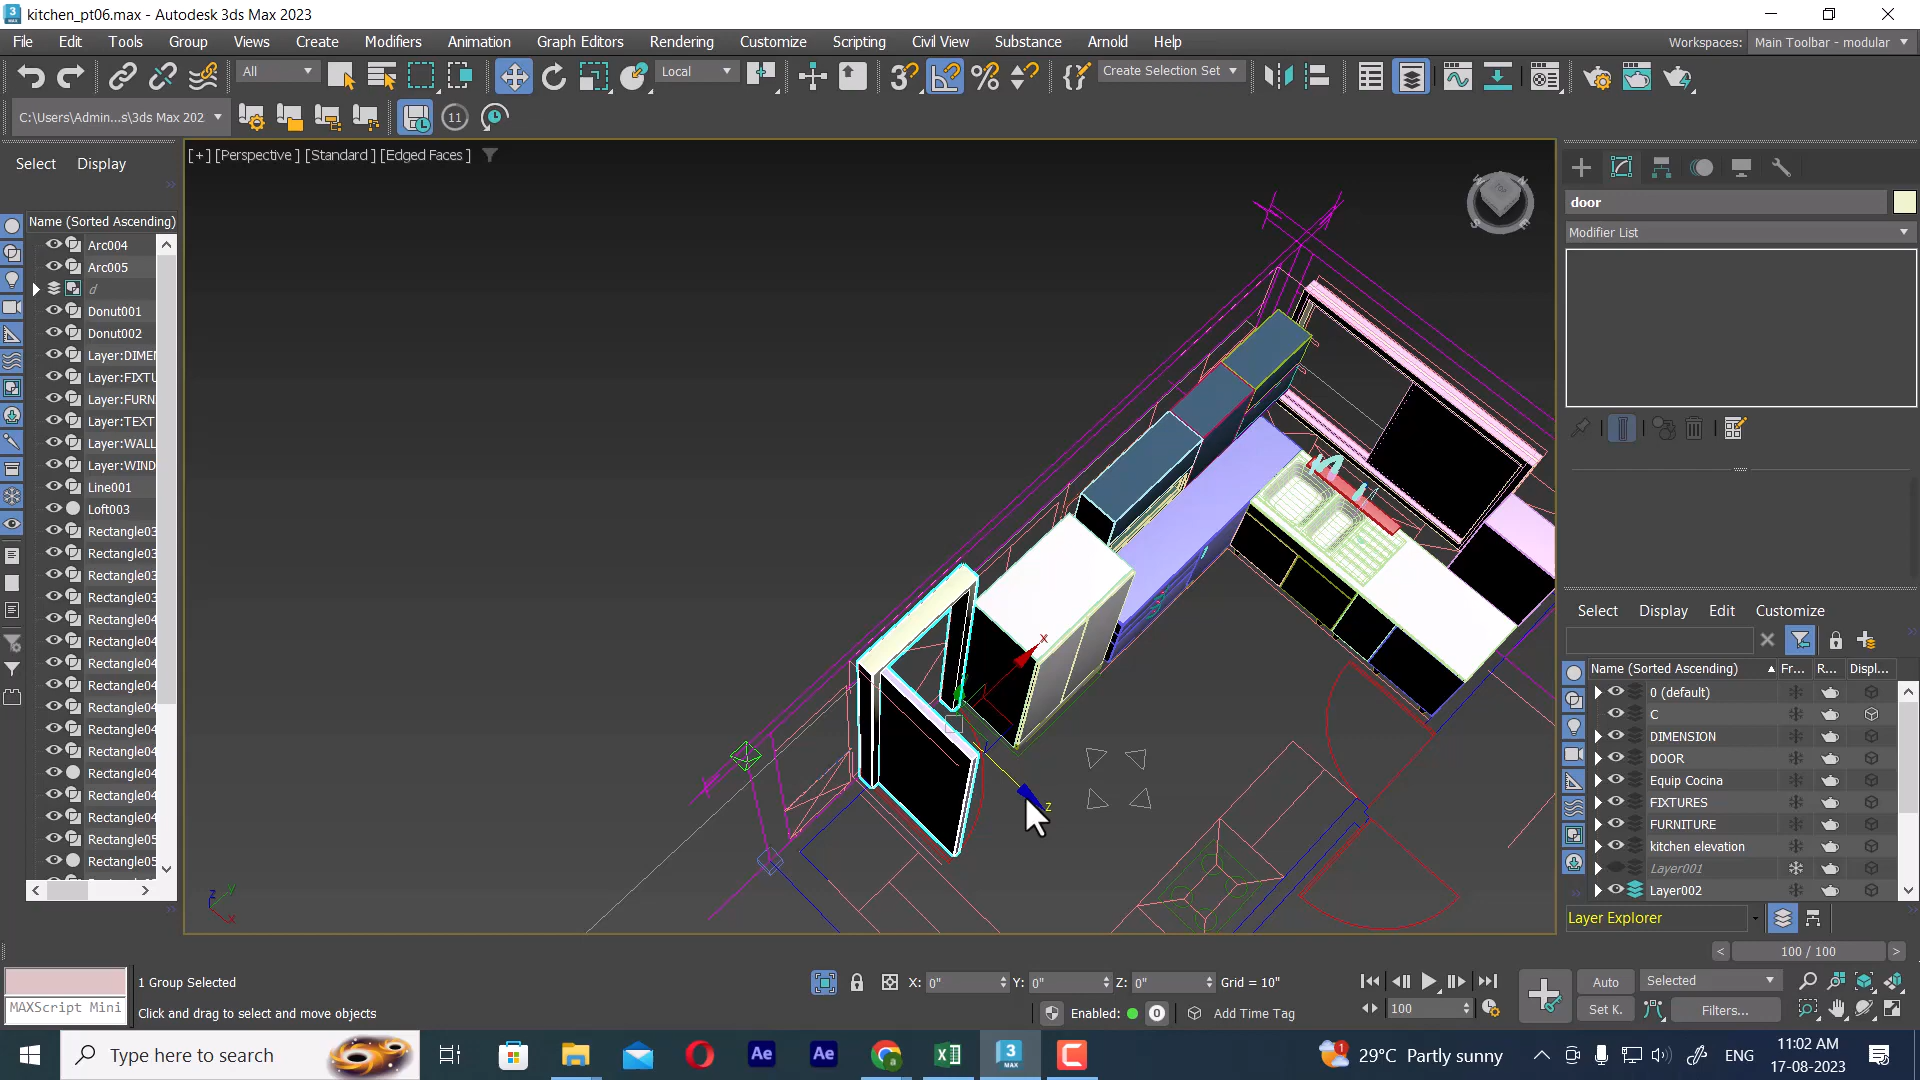 kitchen_pt06.max - Autodesk 3ds Max 2023
File Edit Tools Group Views Create Modifiers Animation Graph Editors Rendering Customize Scripting Civil View Substance Arnold Help Workspaces: Main Toolbar - modular
All Local Create Selection Set
C:\Users\Admin...s\3ds Max 202 11
[+] [Perspective ] [Standard ] [Edged Faces ]
Select Display
Name (Sorted Ascending)
Arc004
Arc005
d
Donut001
Donut002
Layer:DIME
Layer:FIXTU
Layer:FURN
Layer:TEXT
Layer:WALL
Layer:WIND
Line001
Loft003
Rectangle03
Rectangle03
Rectangle03
Rectangle03
Rectangle04
Rectangle04
Rectangle04
Rectangle04
Rectangle04
Rectangle04
Rectangle04
Rectangle04
Rectangle04
Rectangle04
Rectangle05
Rectangle05
x
z
z y
x
door
Modifier List
Select Display Edit Customize
Name (Sorted Ascending) Fr... R... Displ...
0 (default)
C
DIMENSION
DOOR
Equip Cocina
FIXTURES
FURNITURE
kitchen elevation
Layer001
Layer002
Layer Explorer
100 / 100
1 Group Selected X: 0" Y: 0" Z: 0" Grid = 10" Auto Selected
MAXScript Mini Click and drag to select and move objects Enabled: 0 Add Time Tag 100 Set K. Filters...
Type here to search Ae Ae 3 MAX 29°C Partly sunny ENG 11:02 AM
17-08-2023